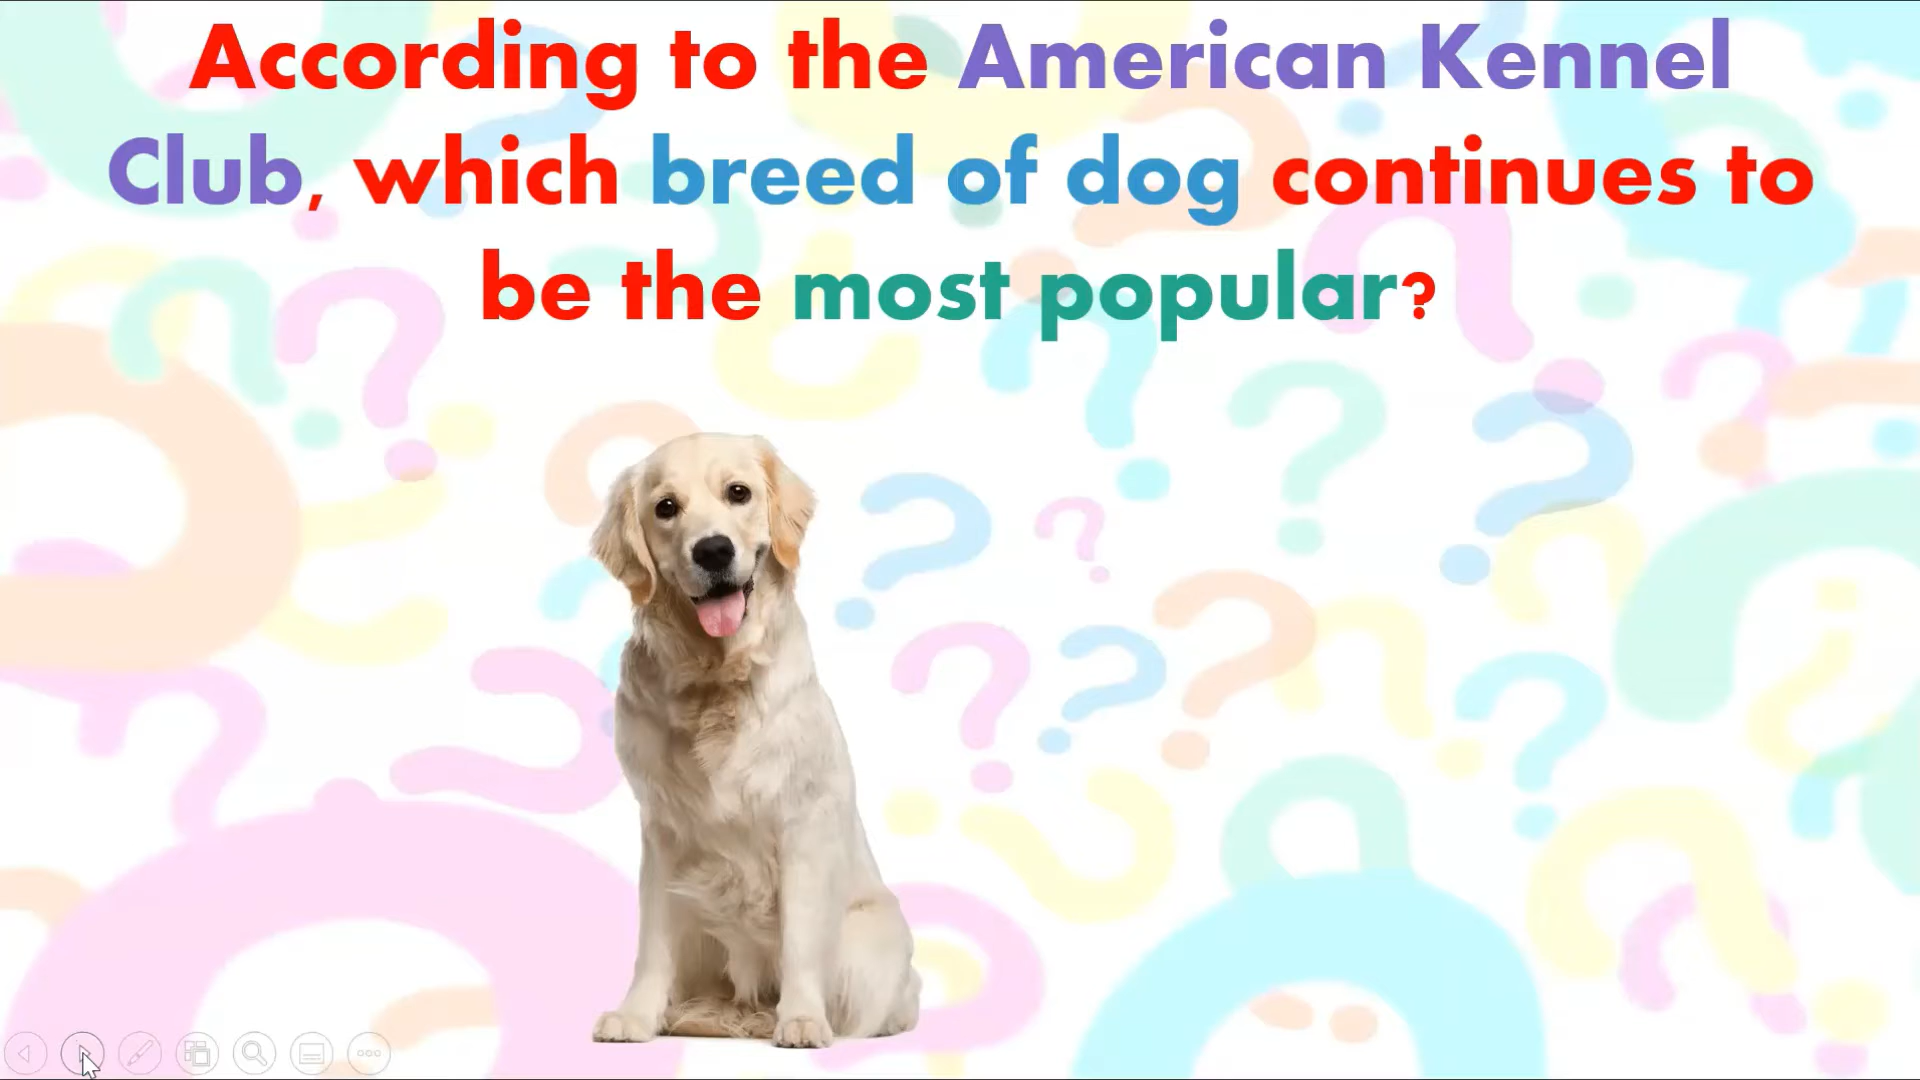 According to the American Kennel
Club, which breed of dog continues to
be the most popular?